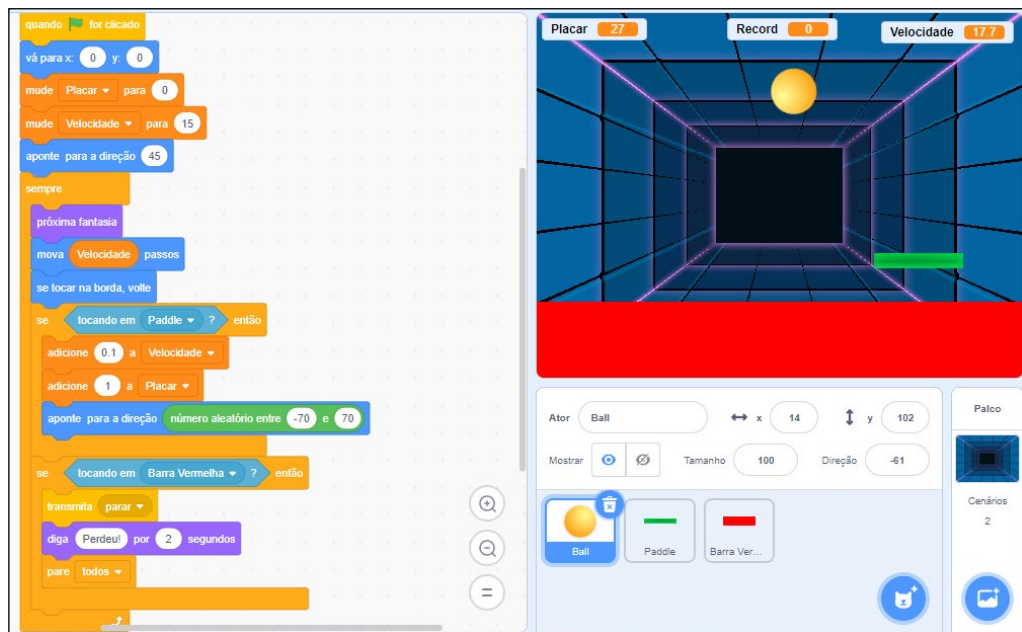 quando for clicado
vá para x: 0 y: 0
mude Placar para 0
mude Velocidade para 15
aponte para a direção 45
sempre
próxima fantasia
mova Velocidade passos
se tocar na borda, volte
se tocando em Paddle ? então
adicione 0.1 a Velocidade
adicione 1 a Placar
aponte para a direção número aleatório entre -70 e 70
se tocando em Barra Vermelha ? então
transmita parar
diga Perdeu! por 2 segundos
pare todos
Placar 27
Record 0
Velocidade 17.7
Ator Ball x 14 y 102
Mostrar Tamanho 100 Direção -61
Ball
Paddle
Barra Ver...
Palco
Cenários
2